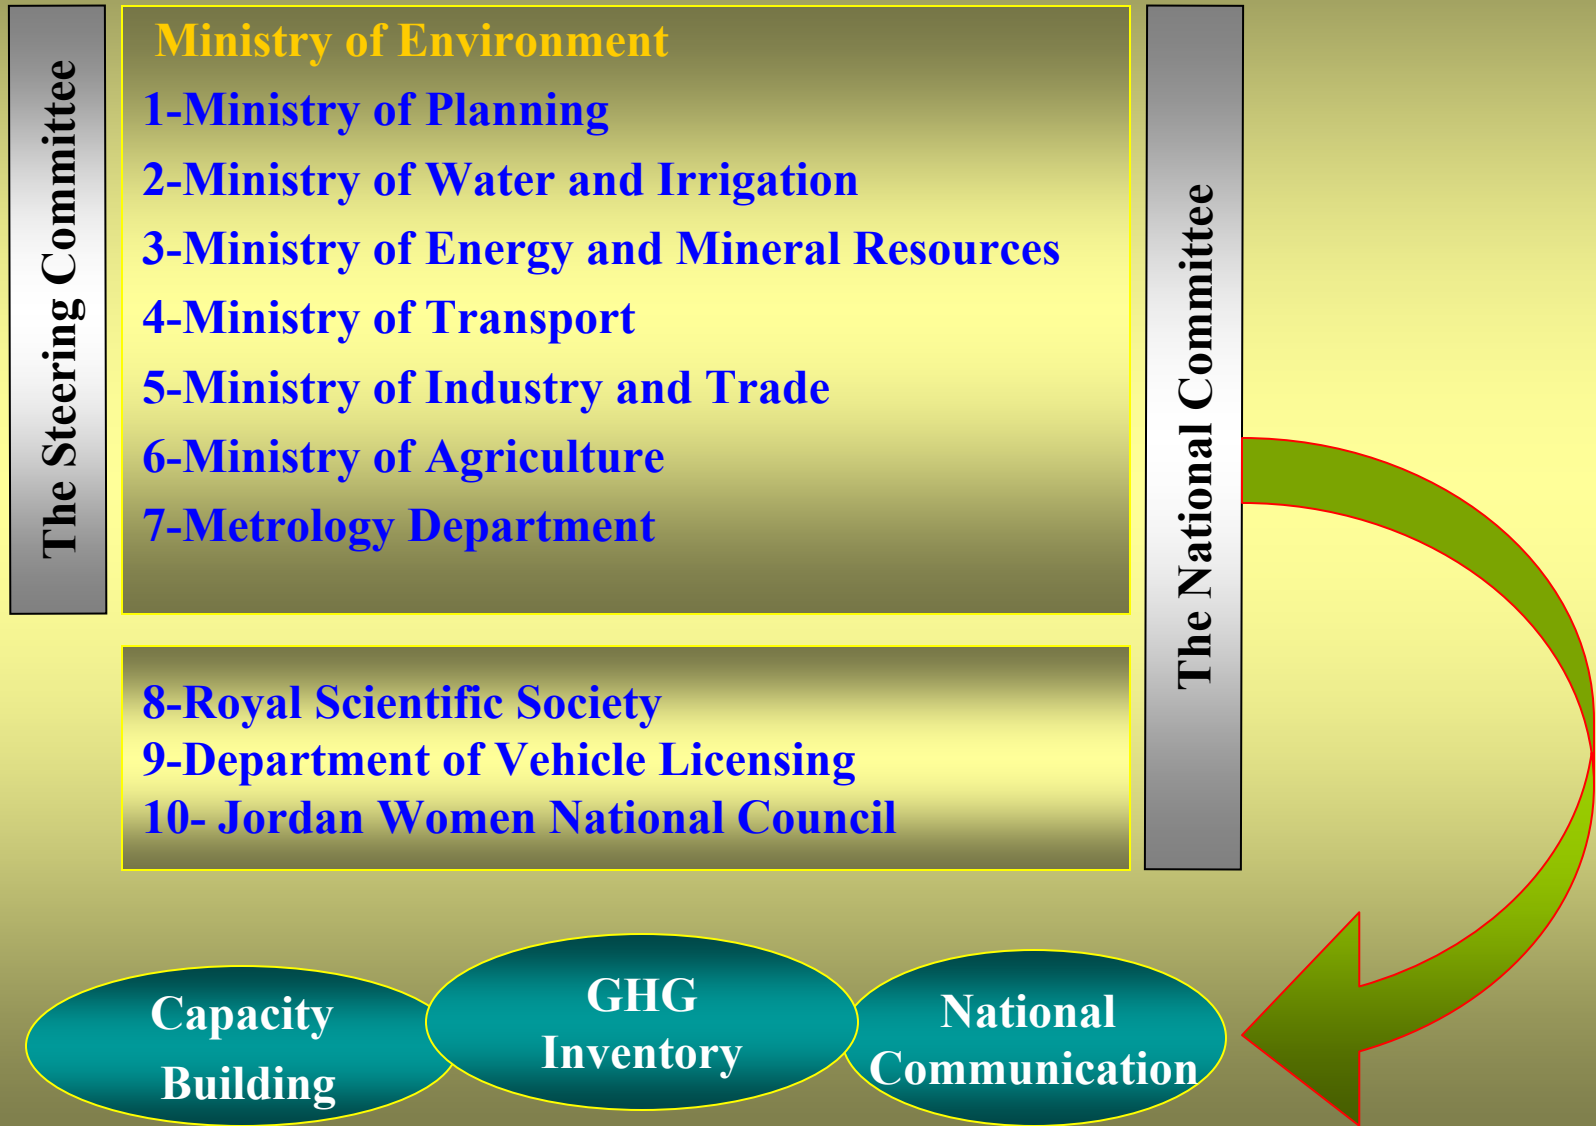 The Steering Committee
Ministry of Environment
1-Ministry of Planning
2-Ministry of Water and Irrigation
3-Ministry of Energy and Mineral Resources
4-Ministry of Transport
5-Ministry of Industry and Trade
6-Ministry of Agriculture
7-Metrology Department
The National Committee
8-Royal Scientific Society
9-Department of Vehicle Licensing
10- Jordan Women National Council
Capacity
Building
GHG
Inventory
National
Communication